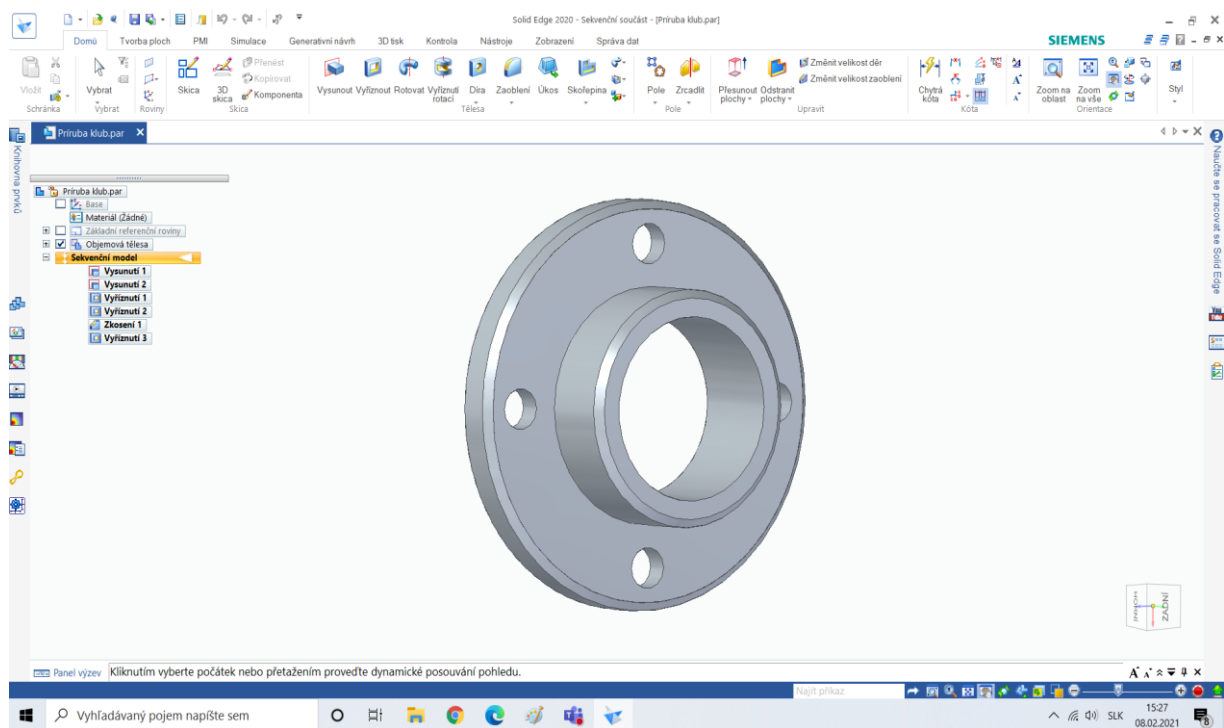 Solid Edge 2020 - Sekvenční součást - [Príruba klub.par]
Domů Tvorba ploch PMI Simulace Generativní návrh 3D tisk Kontrola Nástroje Zobrazení Správa dat SIEMENS
Vložit Vybrat Skica 3D skica Přenést Kopírovat Komponenta Vysunout Vyříznout Rotovat Vyříznutí rotací Díra Zaoblení Úkos Skořepina Pole Zrcadlit Přesunout plochy Odstranit plochy Změnit velikost děr Změnit velikost zaoblení Chytrá kóta Zoom na oblast Zoom na vše Styl
Schránka Vybrat Roviny Skica Tělesa Pole Upravit Kóta Orientace
Príruba klub.par
Knihovna prvků
Naučte se pracovat se Solid Edge
Príruba klub.par
Base
Materiál (Žádné)
Základní referenční roviny
Objemová tělesa
Sekvenční model
Vysunutí 1
Vysunutí 2
Vyříznutí 1
Vyříznutí 2
Zkosení 1
Vyříznutí 3
ZADNÍ
Panel výzev Kliknutím vyberte počátek nebo přetažením proveďte dynamické posouvání pohledu.
Najít příkaz
Vyhľadávaný pojem napíšte sem
SLK
15:27
08.02.2021